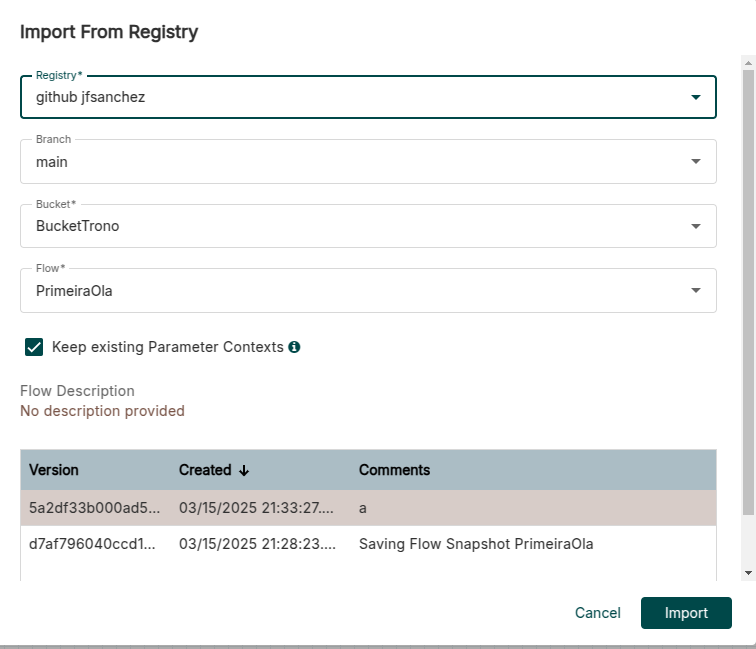 Import From Registry
Registry*
github jfsanchez
Branch
main
Bucket*
BucketTrono
Flow*
PrimeiraOla
Keep existing Parameter Contexts
Flow Description
No description provided
Version Created Comments
5a2df33b000ad5... 03/15/2025 21:33:27.... a
d7af796040ccd1... 03/15/2025 21:28:23.... Saving Flow Snapshot PrimeiraOla
Cancel Import